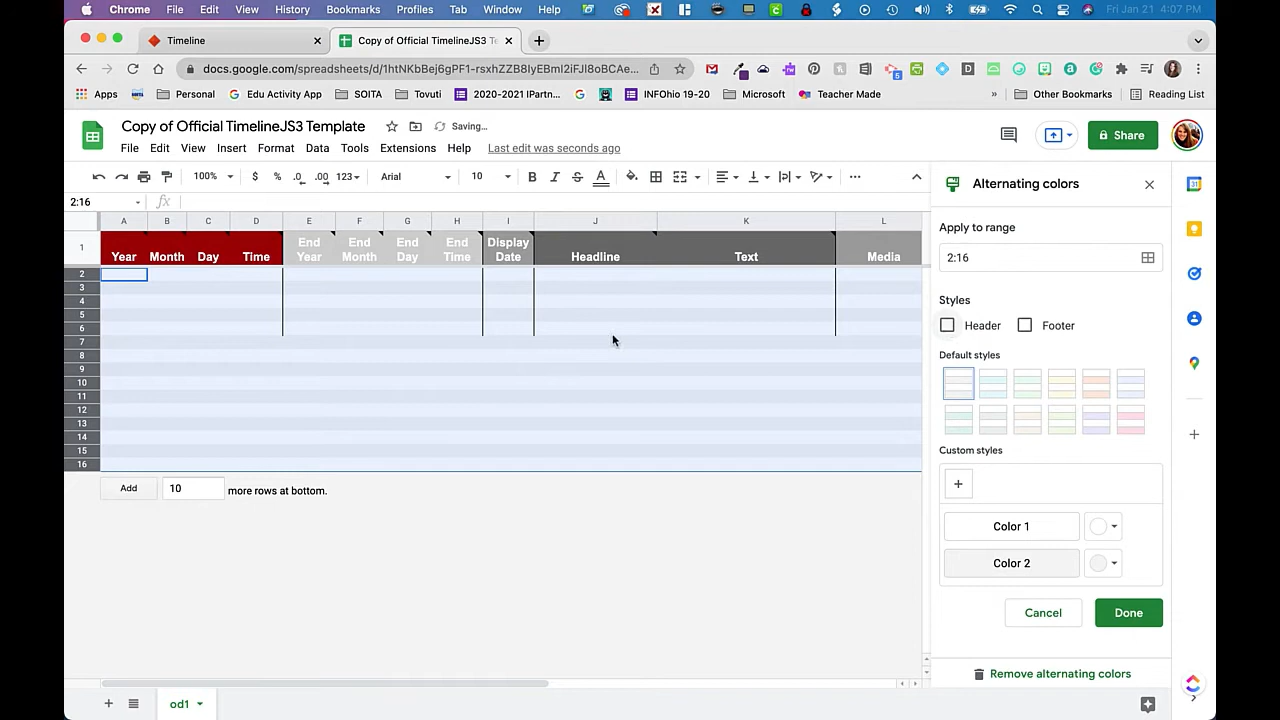 Chrome File Edit View History Bookmarks Profiles Tab Window Help Fri Jan 21 4:07 PM
Timeline
Copy of Official TimelineJS3 Te
docs.google.com/spreadsheets/d/1htNKbBej6gPF1-rsxhZZB8IyEBmI2iFJI8oBCAe...
Apps Personal Edu Activity App SOITA Tovuti 2020-2021 IPartn... INFOhio 19-20 Microsoft Teacher Made » Other Bookmarks Reading List
Copy of Official TimelineJS3 Template Saving...
File Edit View Insert Format Data Tools Extensions Help Last edit was seconds ago
Share
100% $ % .0 .00 123 Arial 10 B I S A
2:16 fx
A B C D E F G H I J K L
1 Year Month Day Time End Year End Month End Day End Time Display Date Headline Text Media
2
3
4
5
6
7
8
9
10
11
12
13
14
15
16
Add 10 more rows at bottom.
od1
Alternating colors
Apply to range
2:16
Styles
Header Footer
Default styles
Custom styles
+
Color 1
Color 2
Cancel Done
Remove alternating colors